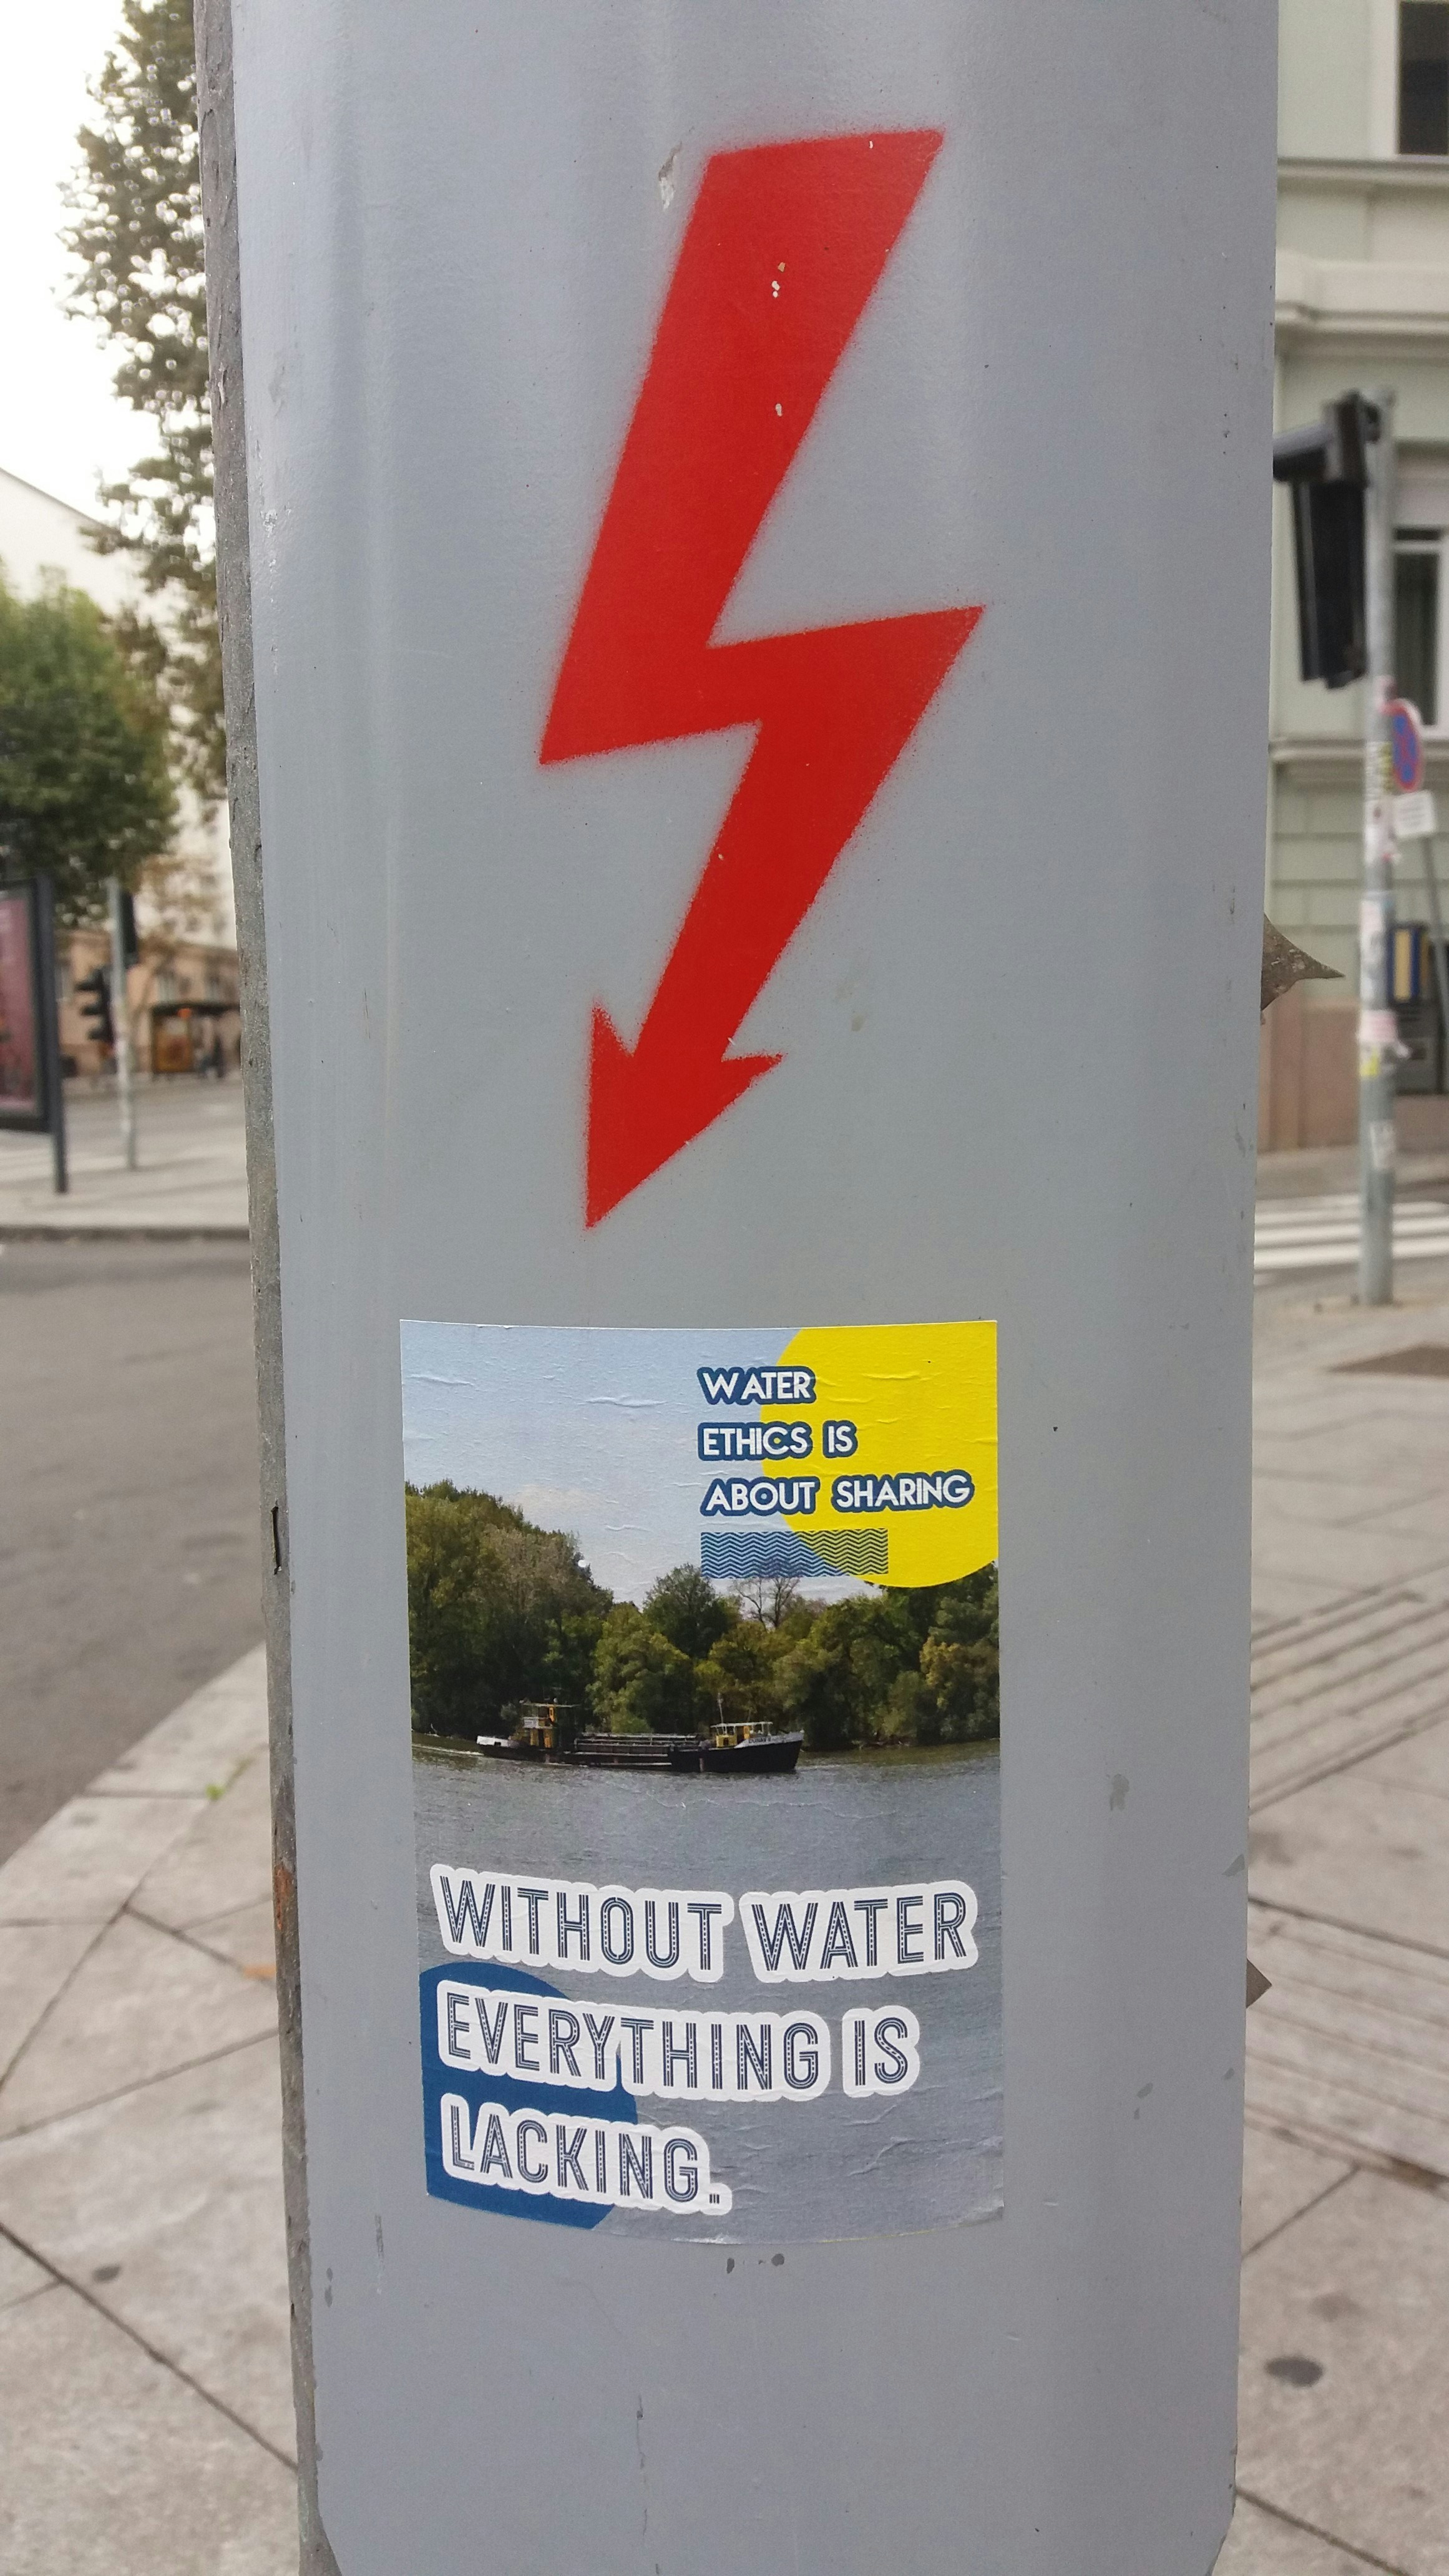 WATER
ETHICS IS
ABOUT SHARING
WITHOUT WATER
EVERYTHING IS
LACKING.